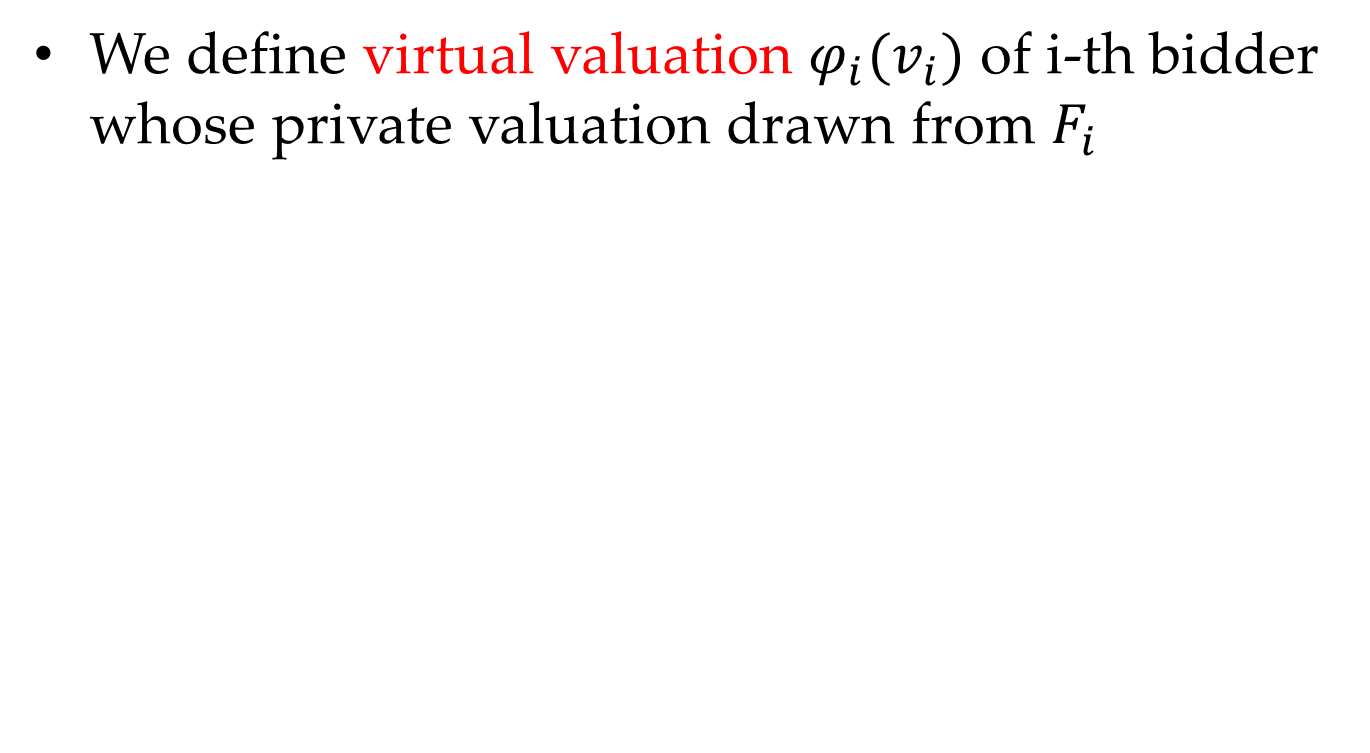 • We define virtual valuation φᵢ(vᵢ) of i-th bidder
whose private valuation drawn from Fᵢ